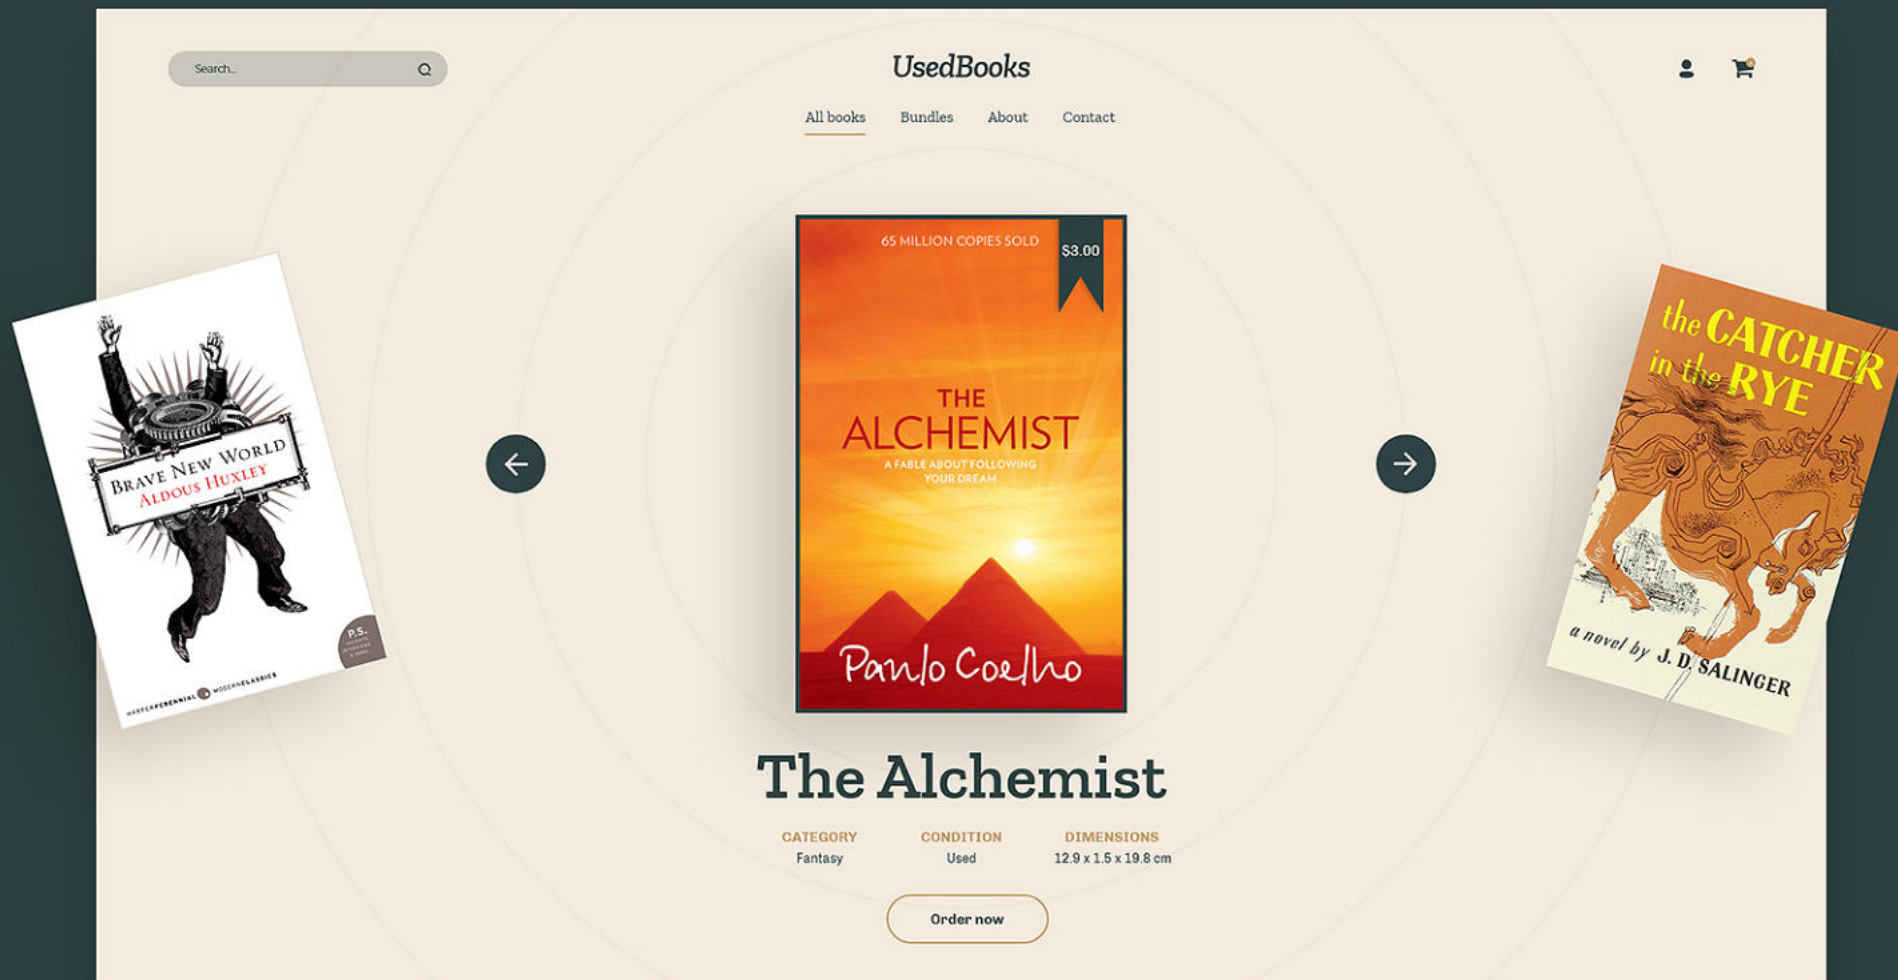 Search...
UsedBooks
All books
Bundles
About
Contact
65 MILLION COPIES SOLD
$3.00
THE
ALCHEMIST
A FABLE ABOUT FOLLOWING
YOUR DREAM
Paulo Coelho
BRAVE NEW WORLD
ALDOUS HUXLEY
P.S.
HARPERPERENNIAL MODERNCLASSICS
the CATCHER
in the RYE
a novel by J. D. SALINGER
The Alchemist
CATEGORY
Fantasy
CONDITION
Used
DIMENSIONS
12.9 x 1.5 x 19.8 cm
Order now